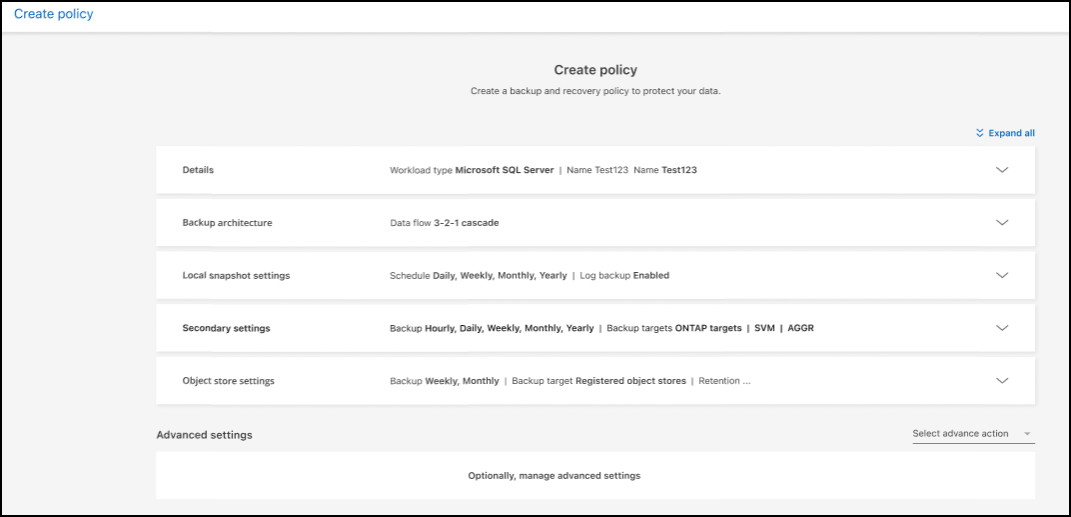 Create policy
Create policy
Create a backup and recovery policy to protect your data.
Expand all
Details Workload type Microsoft SQL Server | Name Test123 Name Test123
Backup architecture Data flow 3-2-1 cascade
Local snapshot settings Schedule Daily, Weekly, Monthly, Yearly | Log backup Enabled
Secondary settings Backup Hourly, Daily, Weekly, Monthly, Yearly | Backup targets ONTAP targets | SVM | AGGR
Object store settings Backup Weekly, Monthly | Backup target Registered object stores | Retention ...
Advanced settings Select advance action
Optionally, manage advanced settings